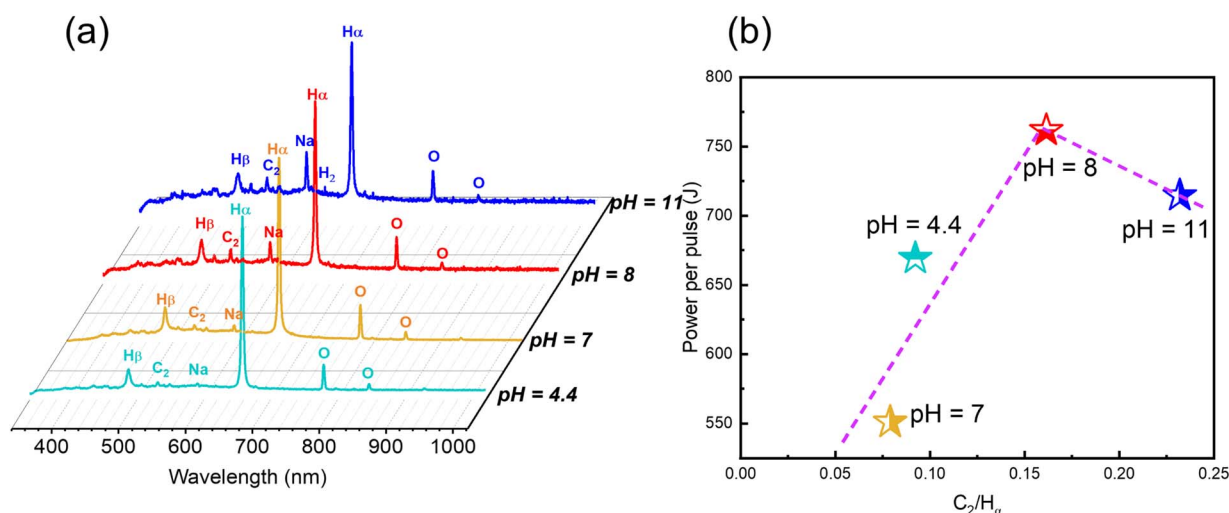 (a)
Hα
Hβ
C₂
Na
H₂
O
O
pH = 11
Hα
Hβ
C₂
Na
O
O
pH = 8
Hα
Hβ
C₂
Na
O
O
pH = 7
Hα
Hβ
C₂
Na
O
O
pH = 4.4
400 500 600 700 800 900 1000
Wavelength (nm)
(b)
Power per pulse (J)
800
750
700
650
600
550
pH = 8
pH = 11
pH = 4.4
pH = 7
0.00 0.05 0.10 0.15 0.20 0.25
C₂/Hα